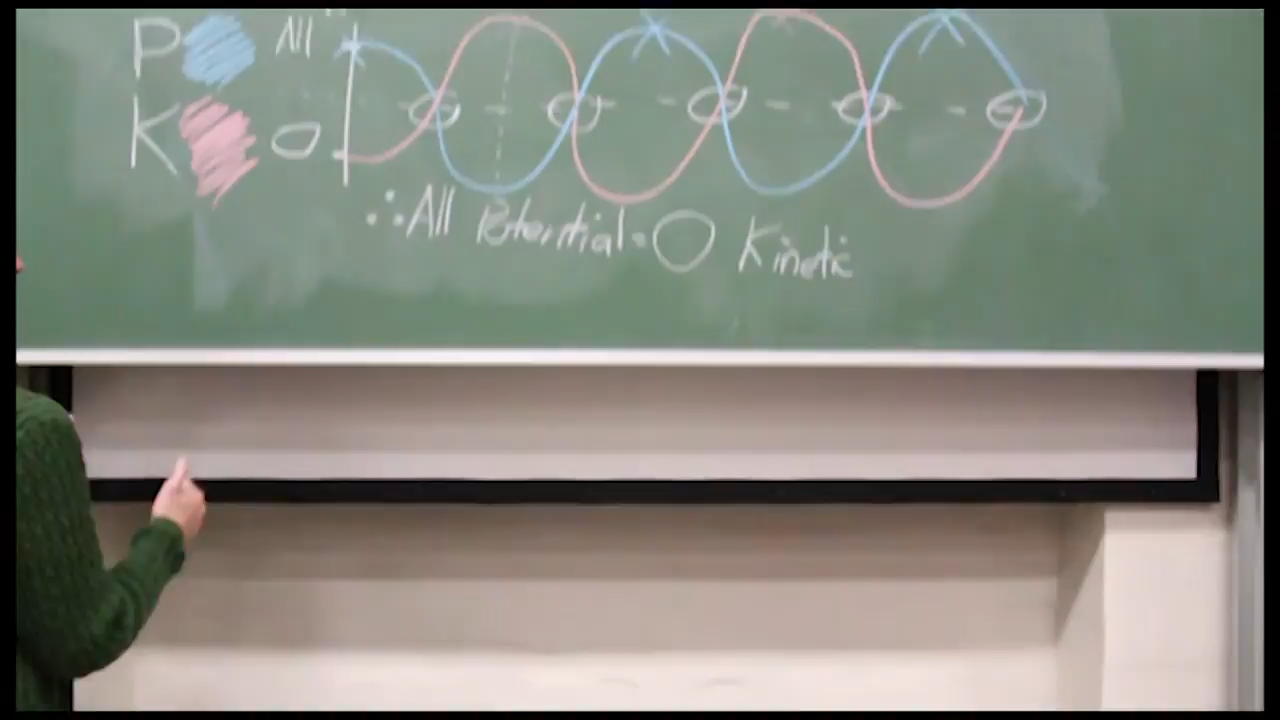 P All "
K O
∴ All Potential = O Kinetic